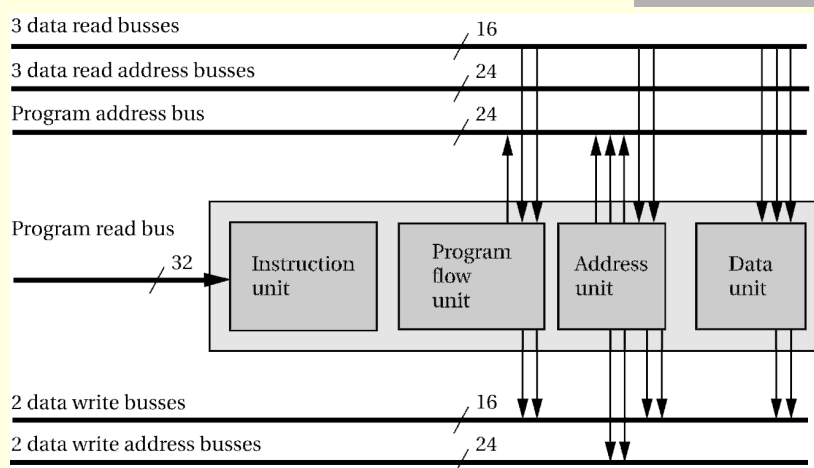 3 data read busses
16
3 data read address busses
24
Program address bus
24
Program read bus
32
Instruction
unit
Program
flow
unit
Address
unit
Data
unit
2 data write busses
16
2 data write address busses
24